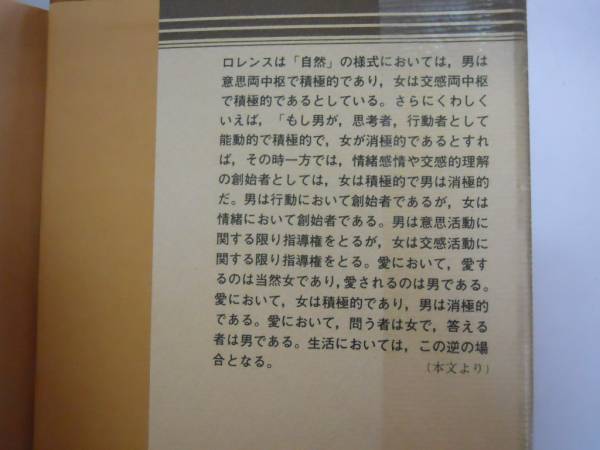 ロレンスは「自然」の様式においては，男は
意思両中枢で積極的であり，女は交感両中枢
で積極的であるとしている。さらにくわしく
いえば，「もし男が，思考者，行動者として
能動的で積極的で，女が消極的であるとすれ
ば，その時一方では，情緒感情や交感的理解
の創始者としては，女は積極的で男は消極的
だ。男は行動において創始者であるが，女は
情緒において創始者である。男は意思活動に
関する限り指導権をとるが，女は交感活動に
関する限り指導権をとる。愛において，愛す
るのは当然女であり，愛されるのは男である。
愛において，女は積極的であり，男は消極的
である。愛において，問う者は女で，答える
者は男である。生活においては，この逆の場
合となる。
（本文より）